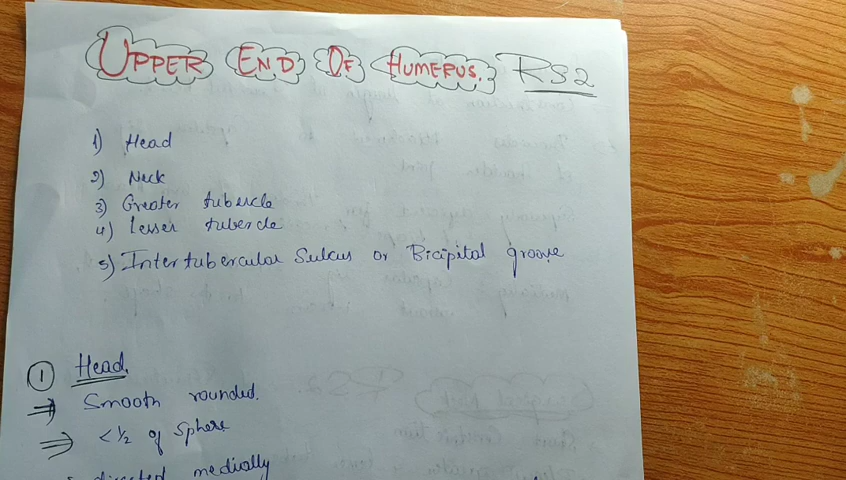 UPPER END OF HUMERUS. RS2
1) Head
2) Neck
3) Greater tubercle
4) lesser tubercle
5) Intertubercular Sulcus or Bicipital groove
① Head.
⇒ Smooth rounded.
⇒ <½ of Sphere
directed medially